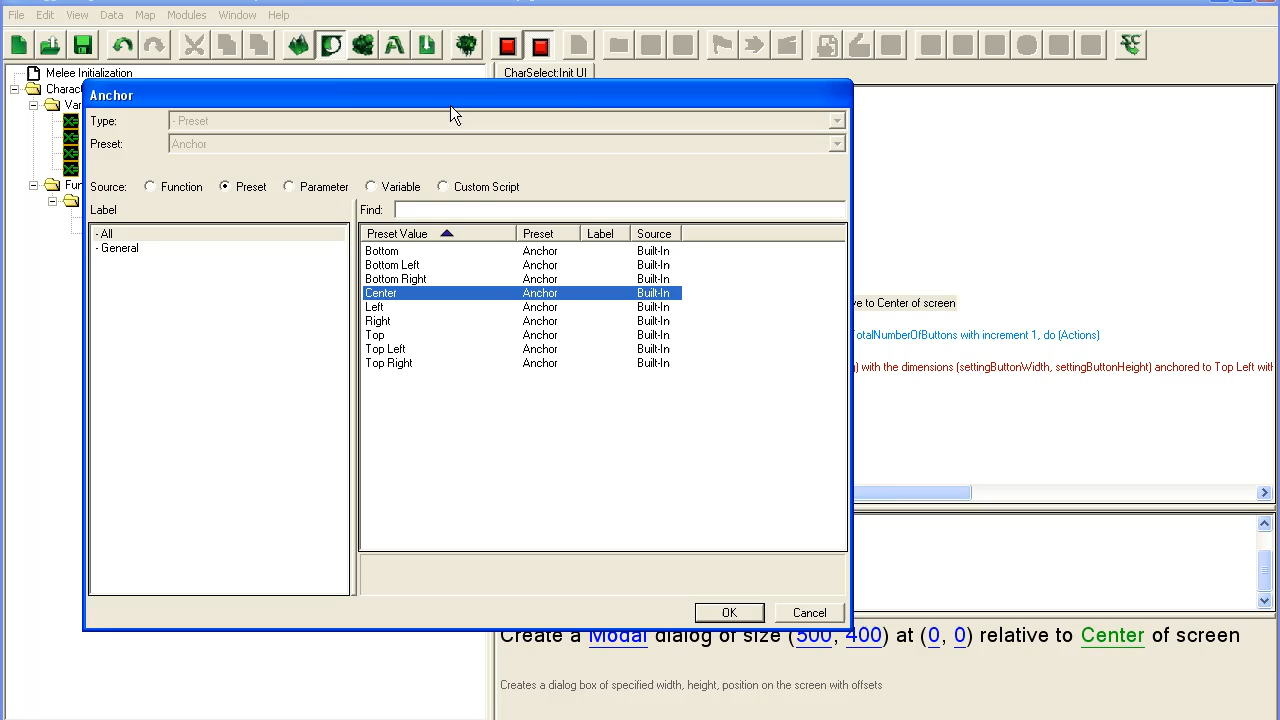 File Edit View Data Map Modules Window Help
Melee Initialization
CharSelect:Init UI
Charac
Var
Fun
Anchor
Type: - Preset
Preset: Anchor
Source: Function Preset Parameter Variable Custom Script
Label Find:
- All
- General
Preset Value Preset Label Source
Bottom Anchor Built-In
Bottom Left Anchor Built-In
Bottom Right Anchor Built-In
Center Anchor Built-In
Left Anchor Built-In
Right Anchor Built-In
Top Anchor Built-In
Top Left Anchor Built-In
Top Right Anchor Built-In
OK Cancel
ve to Center of screen
TotalNumberOfButtons with increment 1, do (Actions)
) with the dimensions (settingButtonWidth, settingButtonHeight) anchored to Top Left with
Create a Modal dialog of size (500, 400) at (0, 0) relative to Center of screen
Creates a dialog box of specified width, height, position on the screen with offsets